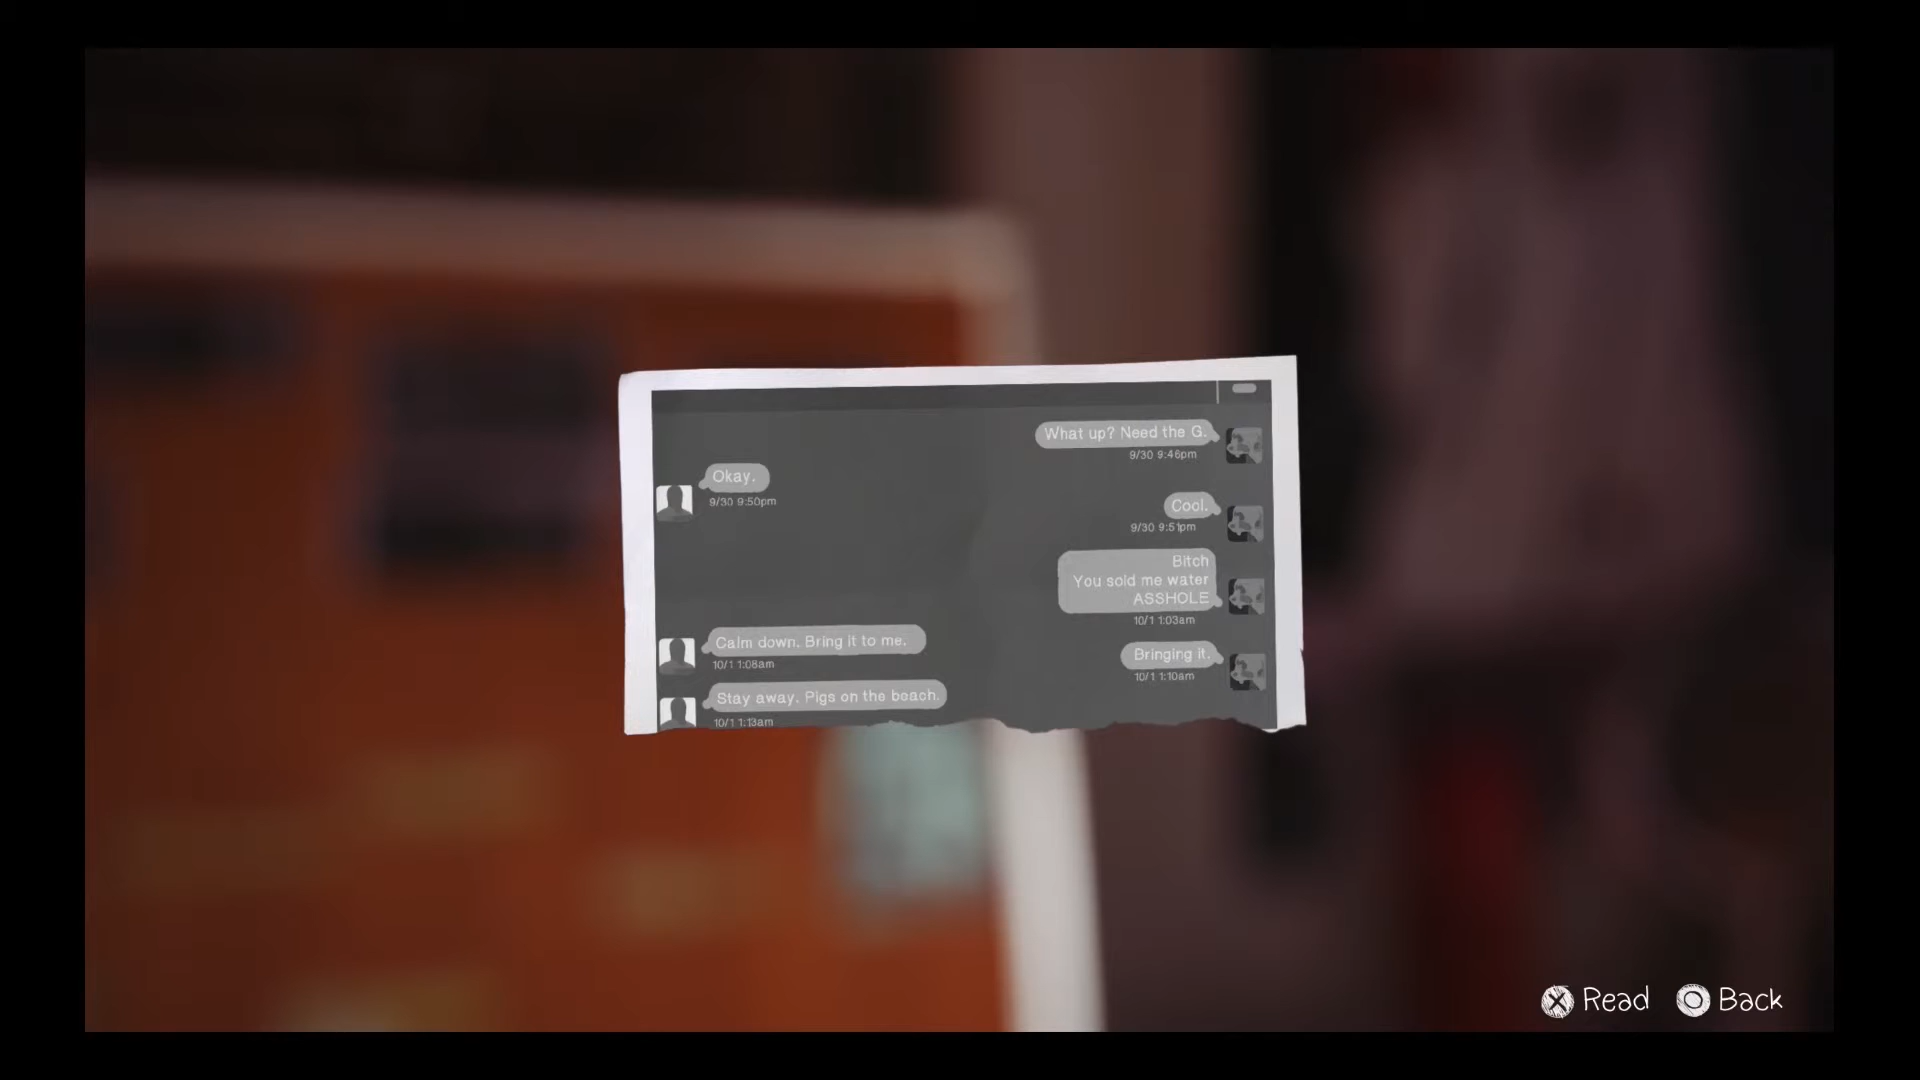 What up? Need the G.
9/30 9:46pm
Okay.
9/30 9:50pm
Cool.
9/30 9:51pm
Bitch
You sold me water
ASSHOLE
10/1 1:03am
Calm down. Bring it to me.
10/1 1:08am
Bringing it.
10/1 1:10am
Stay away. Pigs on the beach.
10/1 1:13am
Read
Back